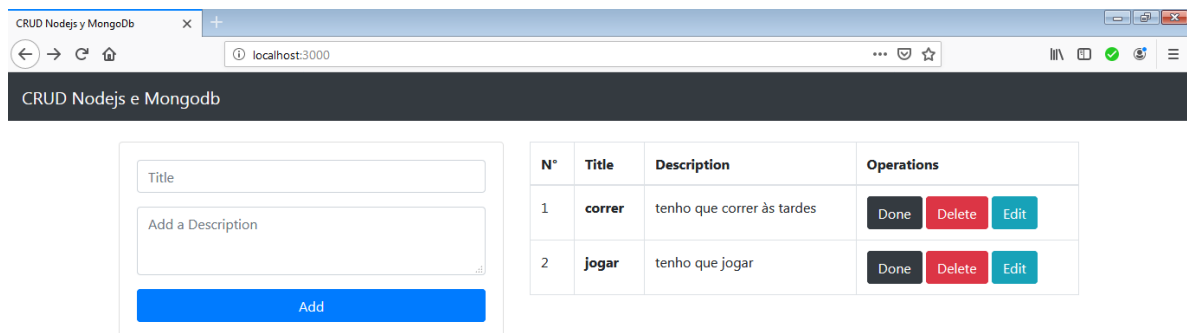 CRUD Nodejs y MongoDb
localhost:3000
CRUD Nodejs e Mongodb
Title
Add a Description
Add
N° Title Description Operations
1 correr tenho que correr às tardes Done Delete Edit
2 jogar tenho que jogar Done Delete Edit